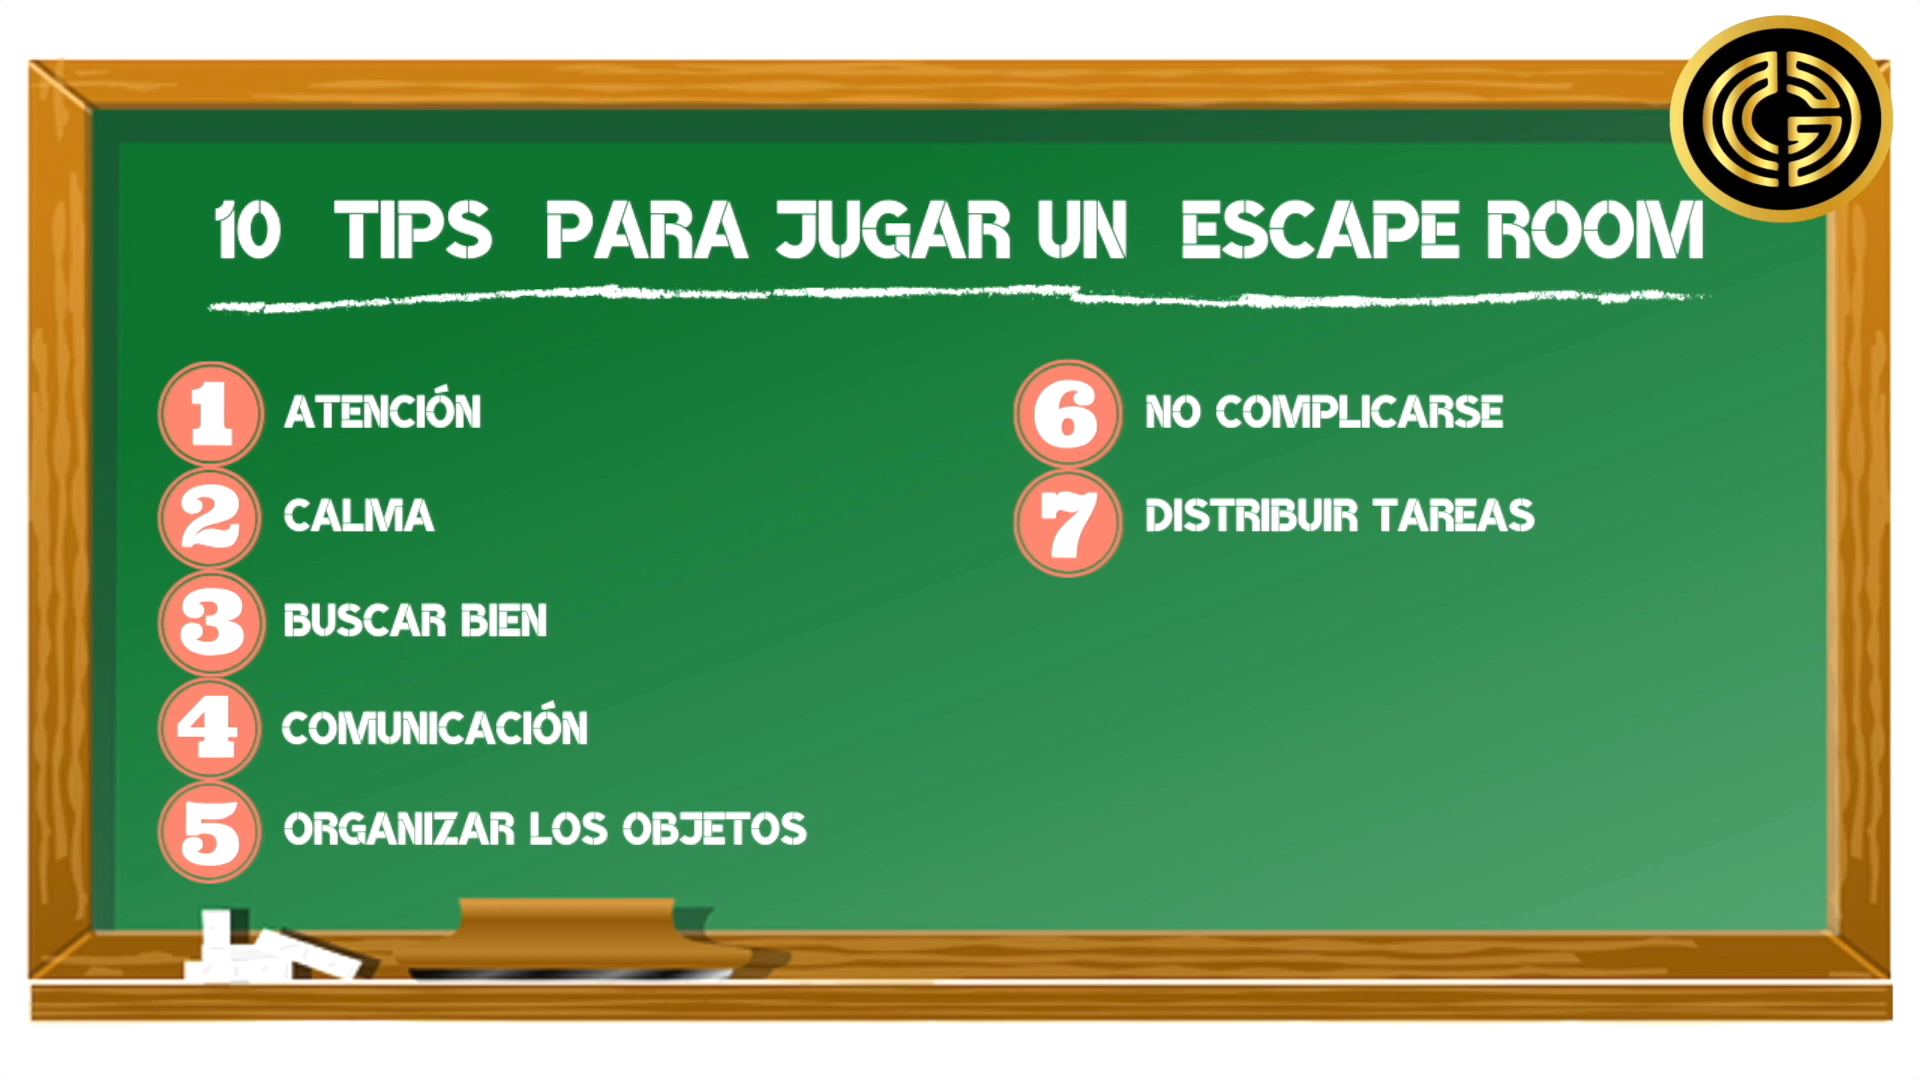 10 TIPS PARA JUGAR UN ESCAPE ROOM
1 ATENCIÓN
2 CALMA
3 BUSCAR BIEN
4 COMUNICACIÓN
5 ORGANIZAR LOS OBJETOS
6 NO COMPLICARSE
7 DISTRIBUIR TAREAS